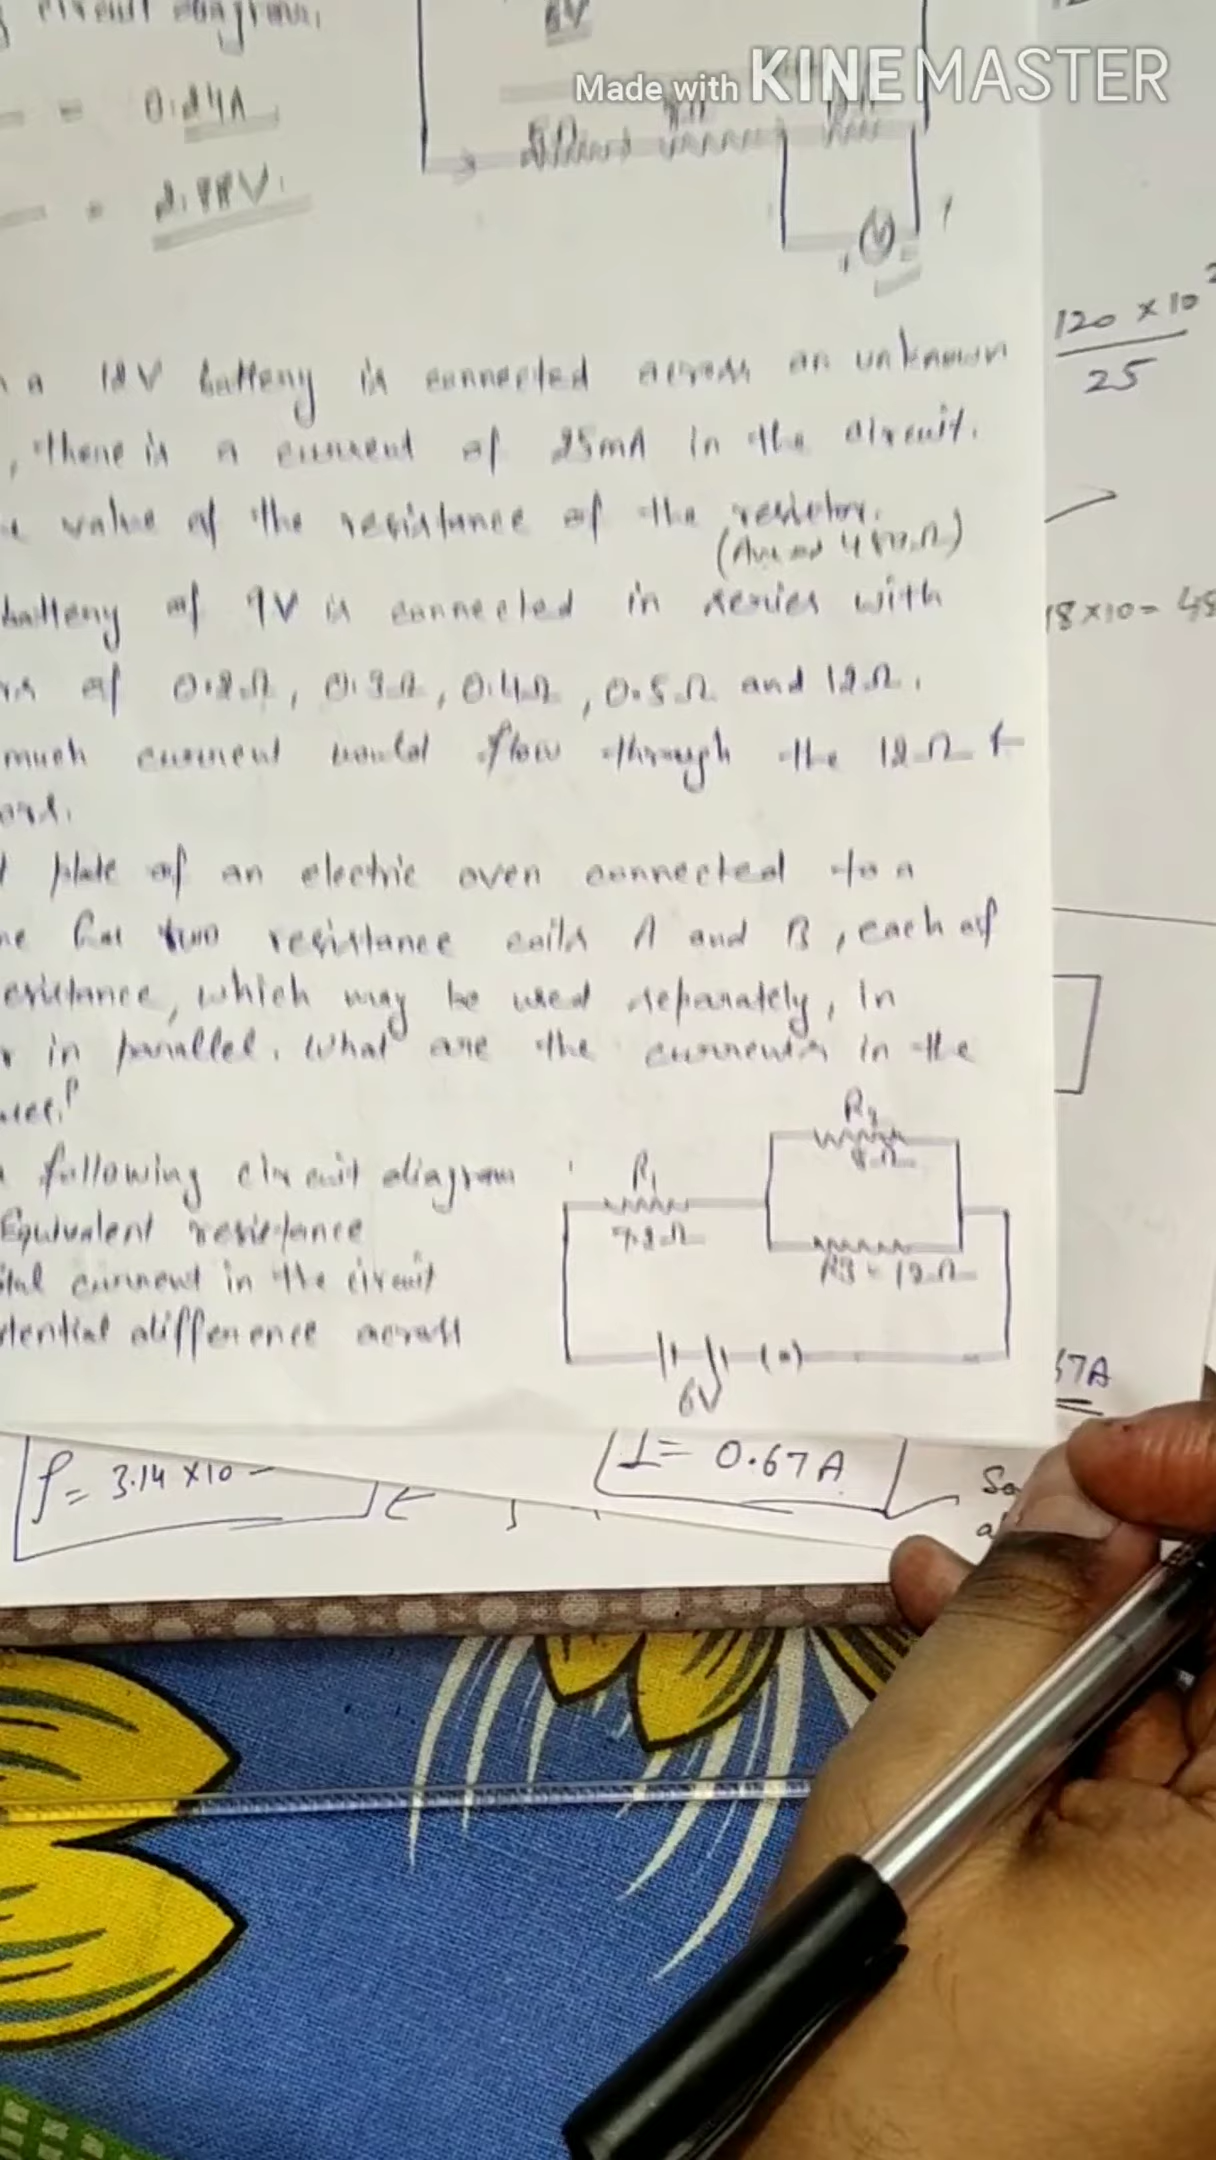 circuit diagram.
6V
Made with KINEMASTER
= 0.24A
5Ω
= 2.88V.
V
120 × 10
25
a 12V battery is connected across an unknown
, there is a current of 25mA in the circuit.
value of the resistance of the resistor.
(Ans 480Ω)
battery of 9V is connected in series with
18×10= 48
of 0.2Ω, 0.3Ω, 0.4Ω, 0.5Ω and 12Ω.
much current would flow through the 12Ω
plate of an electric oven connected to a
has two resistance coils A and B, each of
resistance, which may be used separately, in
in parallel. What are the currents in the
following circuit diagram
R1
7.2Ω
R2
8Ω
R3 = 12Ω
6V
Equivalent resistance
current in the circuit
potential difference across
67A
ρ= 3.14 ×10
I= 0.67A